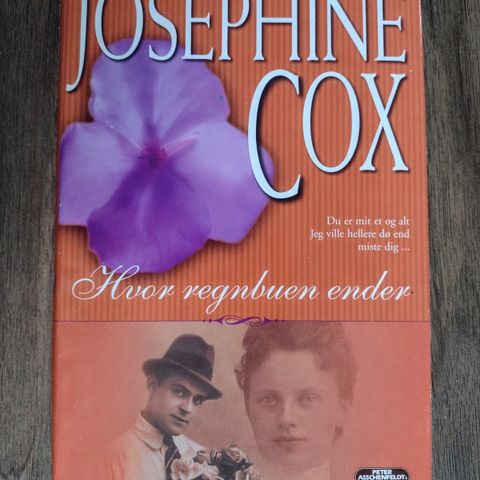 JOSEPHINE
COX
Du er mit et og alt
Jeg ville hellere dø end
miste dig ...
Hvor regnbuen ender
PETER
ASSCHENFELDT: